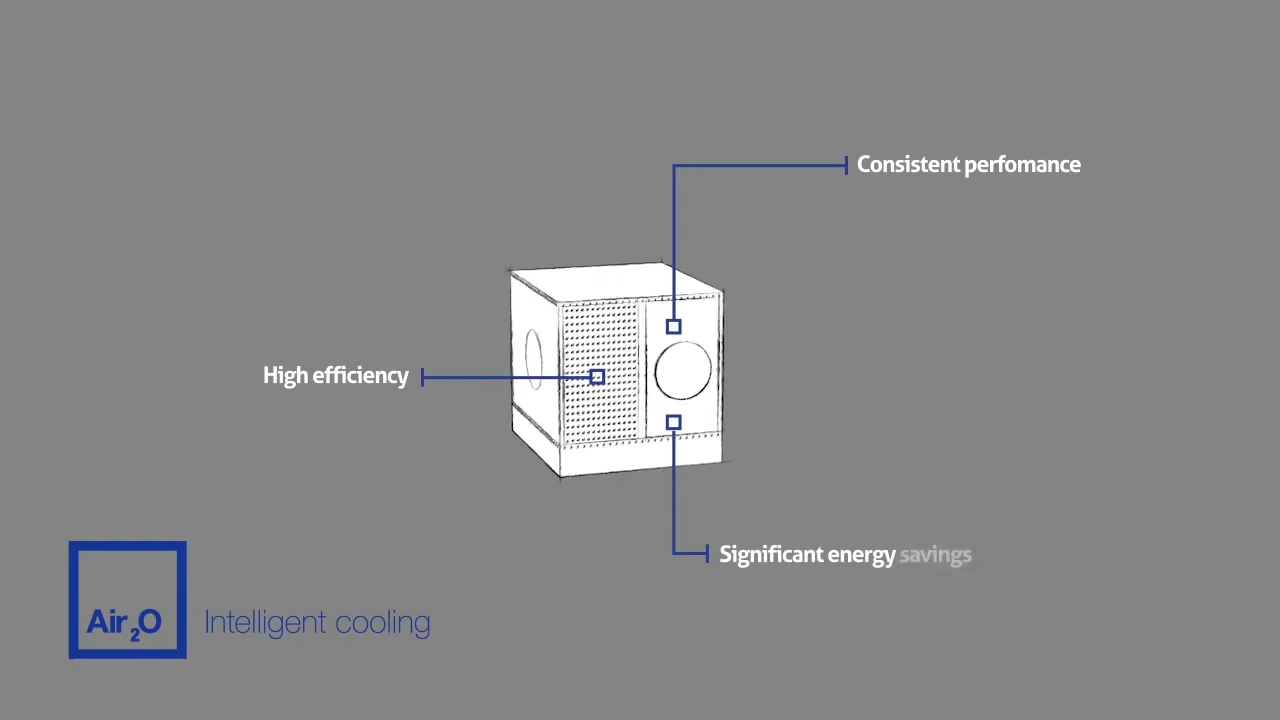 Consistent perfomance
High efficiency
Significant energy savings
Air2O
Intelligent cooling